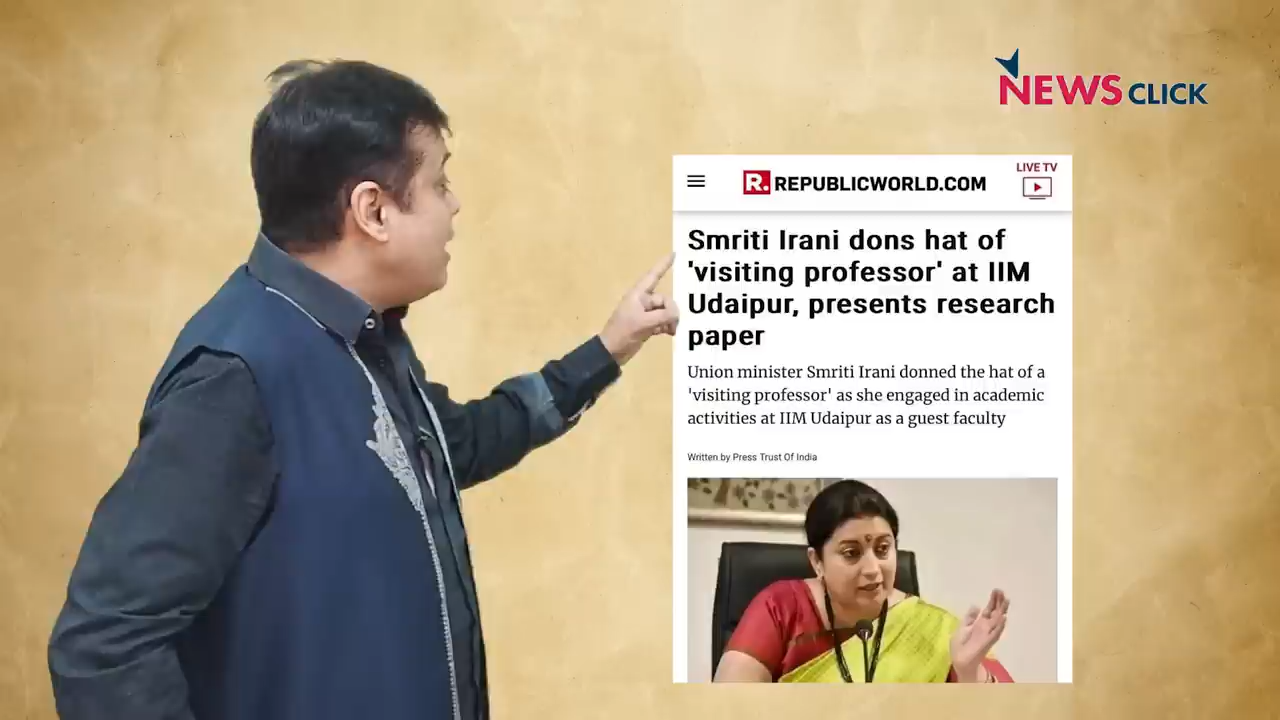 NEWSCLICK
LIVE TV
R. REPUBLICWORLD.COM
Smriti Irani dons hat of
'visiting professor' at IIM
Udaipur, presents research
paper
Union minister Smriti Irani donned the hat of a
'visiting professor' as she engaged in academic
activities at IIM Udaipur as a guest faculty
Written by Press Trust Of India